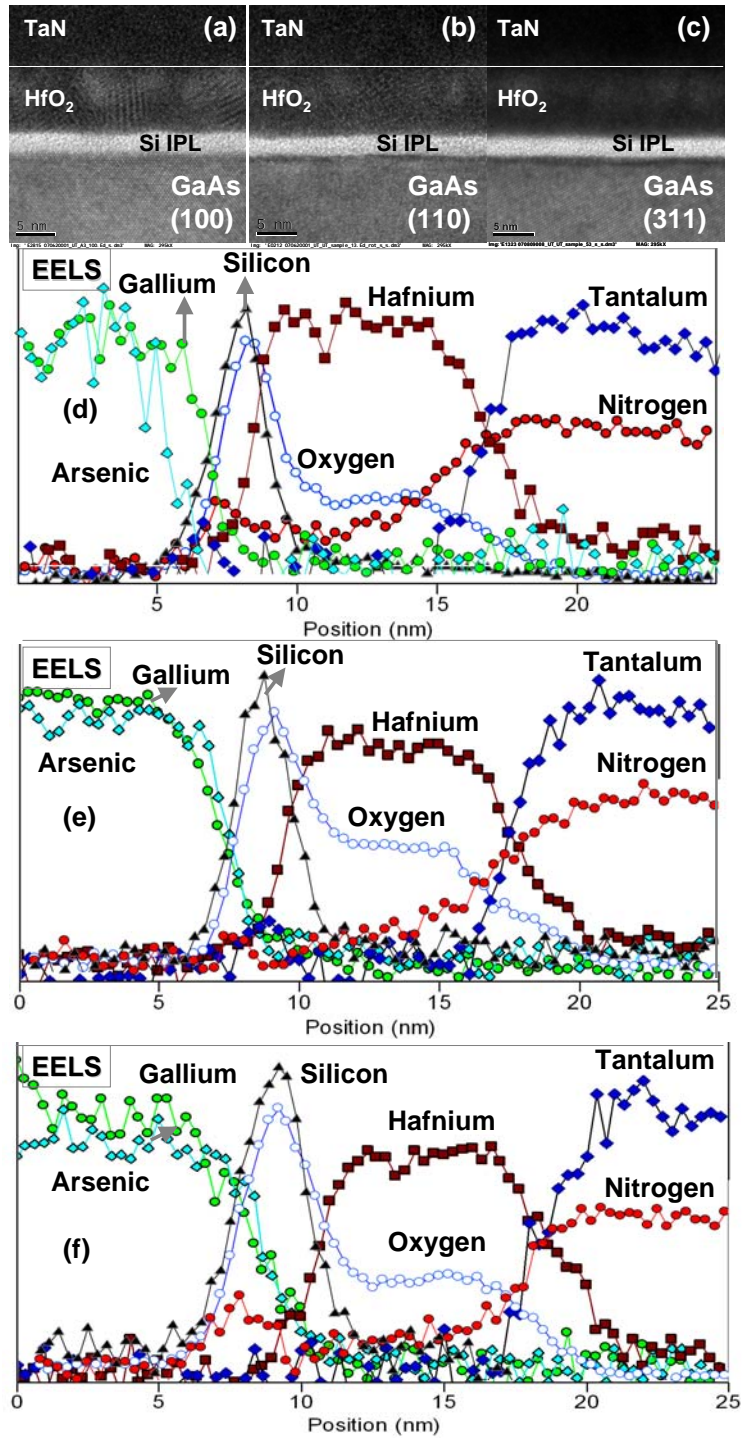 TaN (a)
HfO2
Si IPL
GaAs
(100)
5 nm
TaN (b)
HfO2
Si IPL
GaAs
(110)
5 nm
TaN (c)
HfO2
Si IPL
GaAs
(311)
5 nm
EELS
Gallium
Silicon
Hafnium
Tantalum
Nitrogen
(d)
Arsenic
Oxygen
5 10 15 20
Position (nm)
EELS
Gallium
Silicon
Tantalum
Hafnium
Nitrogen
Arsenic
Oxygen
(e)
0 5 10 15 20 25
Position (nm)
EELS
Gallium
Silicon
Tantalum
Hafnium
Nitrogen
Arsenic
Oxygen
(f)
0 5 10 15 20 25
Position (nm)